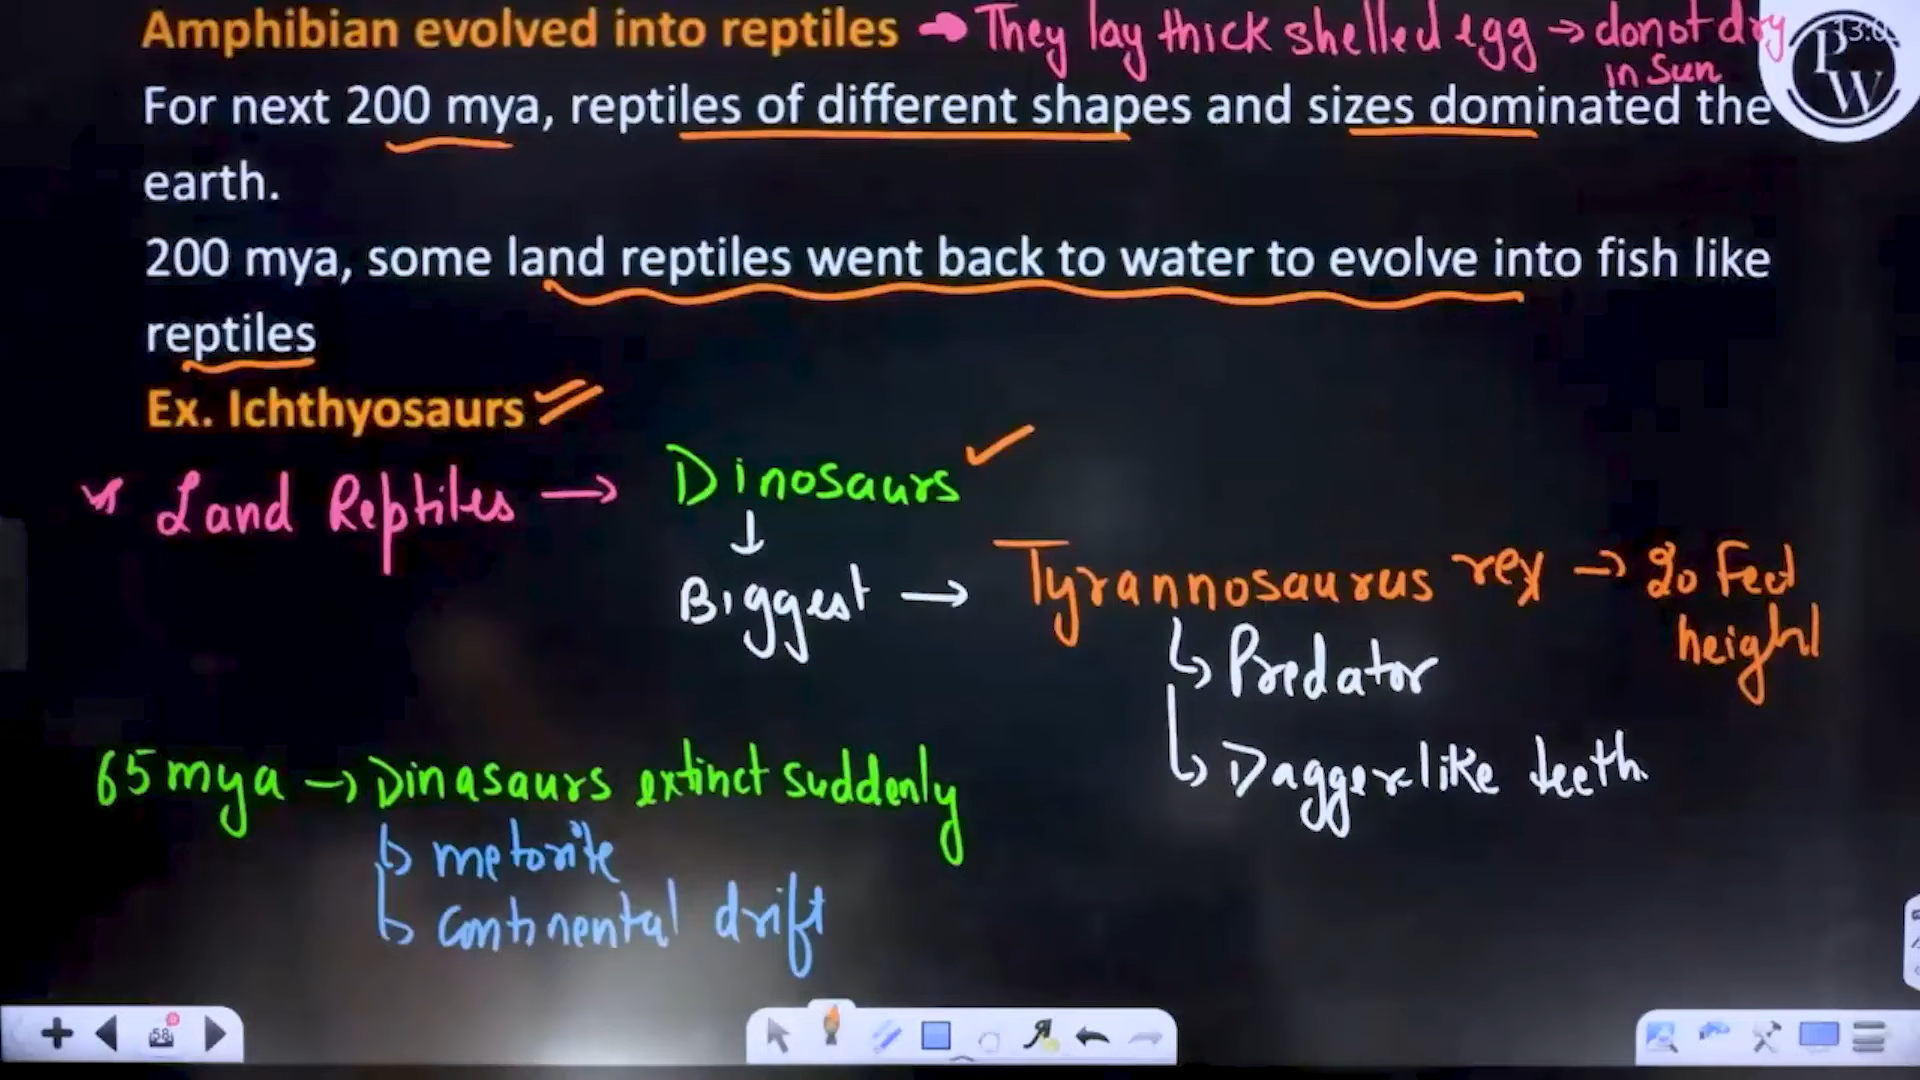 Amphibian evolved into reptiles → They lay thick shelled egg → donot dry
in Sun
For next 200 mya, reptiles of different shapes and sizes dominated the
earth.
200 mya, some land reptiles went back to water to evolve into fish like
reptiles
Ex. Ichthyosaurs
Land Reptiles → Dinosaurs
Biggest → Tyrannosaurus rex → 20 Feet
height
Predator
Dagger-like teeth
65 mya → Dinasaurs extinct suddenly
metorite
Continental drift
PW
58